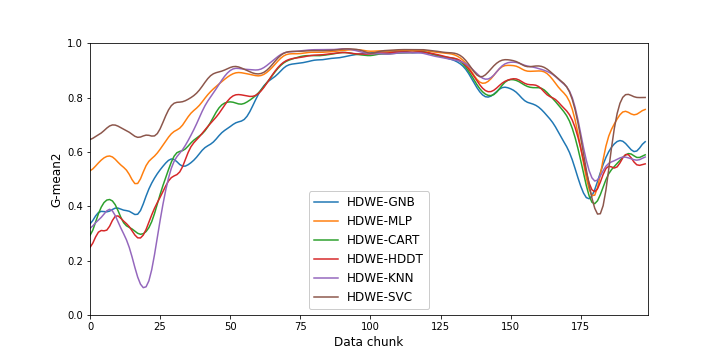 1.0
0.8
0.6
0.4
0.2
0.0
G-mean2
HDWE-GNB
HDWE-MLP
HDWE-CART
HDWE-HDDT
HDWE-KNN
HDWE-SVC
0 25 50 75 100 125 150 175
Data chunk